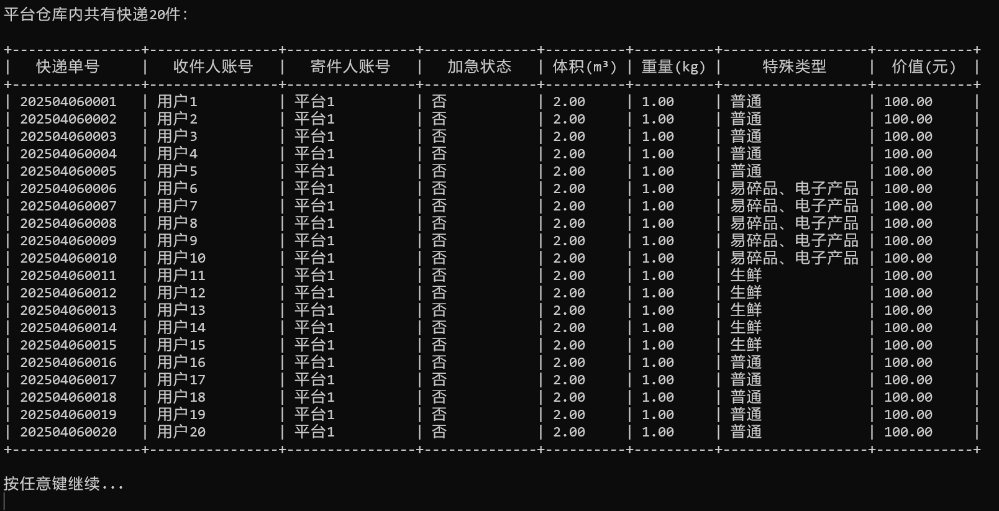 平台仓库内共有快递20件：
+----------------+----------------+----------------+--------------+----------+----------+------------------+------------+
|   快递单号     |   收件人账号   |   寄件人账号   |   加急状态   | 体积(m³) | 重量(kg) |     特殊类型     |  价值(元)  |
+----------------+----------------+----------------+--------------+----------+----------+------------------+------------+
| 202504060001   | 用户1          | 平台1          | 否           | 2.00     | 1.00     | 普通             | 100.00     |
| 202504060002   | 用户2          | 平台1          | 否           | 2.00     | 1.00     | 普通             | 100.00     |
| 202504060003   | 用户3          | 平台1          | 否           | 2.00     | 1.00     | 普通             | 100.00     |
| 202504060004   | 用户4          | 平台1          | 否           | 2.00     | 1.00     | 普通             | 100.00     |
| 202504060005   | 用户5          | 平台1          | 否           | 2.00     | 1.00     | 普通             | 100.00     |
| 202504060006   | 用户6          | 平台1          | 否           | 2.00     | 1.00     | 易碎品、电子产品 | 100.00     |
| 202504060007   | 用户7          | 平台1          | 否           | 2.00     | 1.00     | 易碎品、电子产品 | 100.00     |
| 202504060008   | 用户8          | 平台1          | 否           | 2.00     | 1.00     | 易碎品、电子产品 | 100.00     |
| 202504060009   | 用户9          | 平台1          | 否           | 2.00     | 1.00     | 易碎品、电子产品 | 100.00     |
| 202504060010   | 用户10         | 平台1          | 否           | 2.00     | 1.00     | 易碎品、电子产品 | 100.00     |
| 202504060011   | 用户11         | 平台1          | 否           | 2.00     | 1.00     | 生鲜             | 100.00     |
| 202504060012   | 用户12         | 平台1          | 否           | 2.00     | 1.00     | 生鲜             | 100.00     |
| 202504060013   | 用户13         | 平台1          | 否           | 2.00     | 1.00     | 生鲜             | 100.00     |
| 202504060014   | 用户14         | 平台1          | 否           | 2.00     | 1.00     | 生鲜             | 100.00     |
| 202504060015   | 用户15         | 平台1          | 否           | 2.00     | 1.00     | 生鲜             | 100.00     |
| 202504060016   | 用户16         | 平台1          | 否           | 2.00     | 1.00     | 普通             | 100.00     |
| 202504060017   | 用户17         | 平台1          | 否           | 2.00     | 1.00     | 普通             | 100.00     |
| 202504060018   | 用户18         | 平台1          | 否           | 2.00     | 1.00     | 普通             | 100.00     |
| 202504060019   | 用户19         | 平台1          | 否           | 2.00     | 1.00     | 普通             | 100.00     |
| 202504060020   | 用户20         | 平台1          | 否           | 2.00     | 1.00     | 普通             | 100.00     |
+----------------+----------------+----------------+--------------+----------+----------+------------------+------------+
按任意键继续...